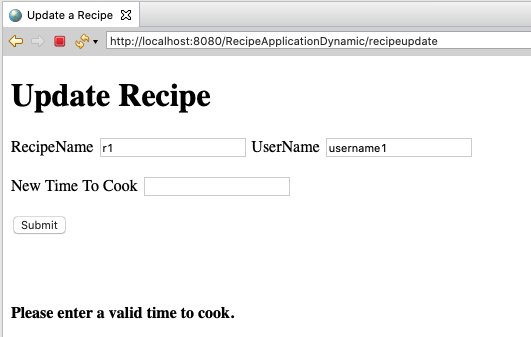 Update a Recipe
http://localhost:8080/RecipeApplicationDynamic/recipeupdate
Update Recipe
RecipeName r1 UserName username1
New Time To Cook
Submit
Please enter a valid time to cook.